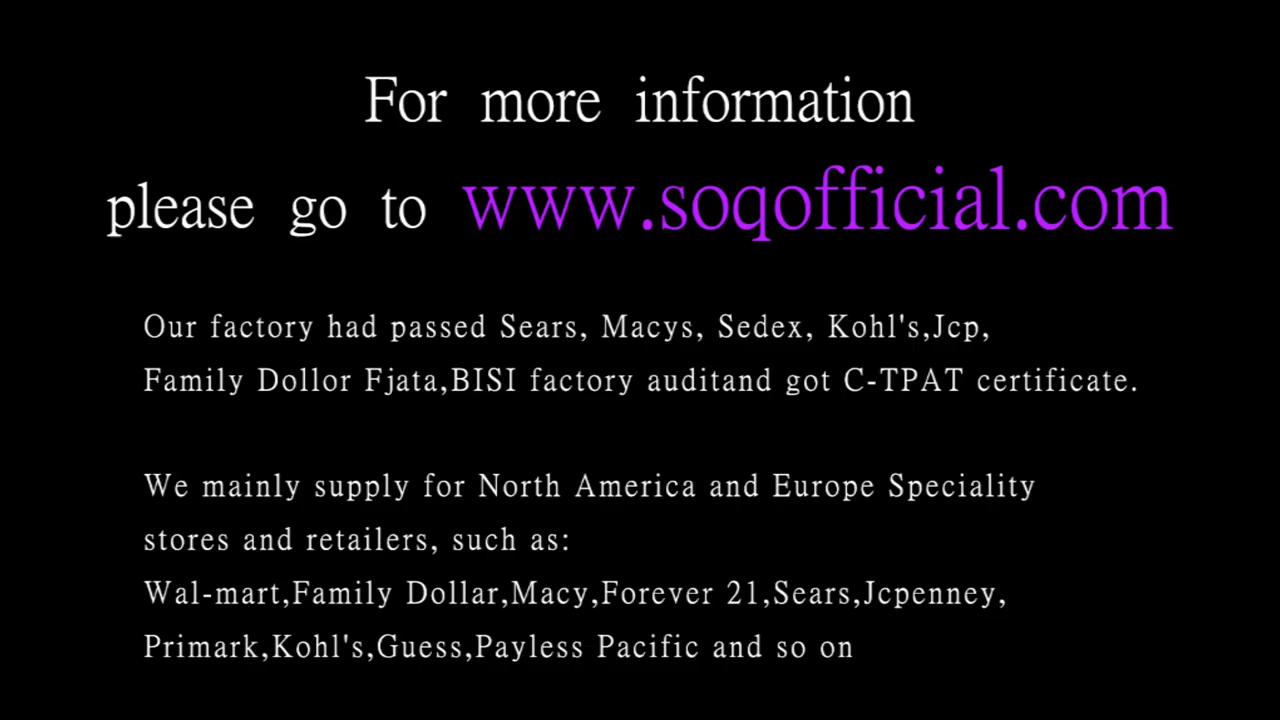 For more information
please go to www.soqofficial.com
Our factory had passed Sears, Macys, Sedex, Kohl's,Jcp,
Family Dollor Fjata,BISI factory auditand got C-TPAT certificate.
We mainly supply for North America and Europe Speciality
stores and retailers, such as:
Wal-mart,Family Dollar,Macy,Forever 21,Sears,Jcpenney,
Primark,Kohl's,Guess,Payless Pacific and so on